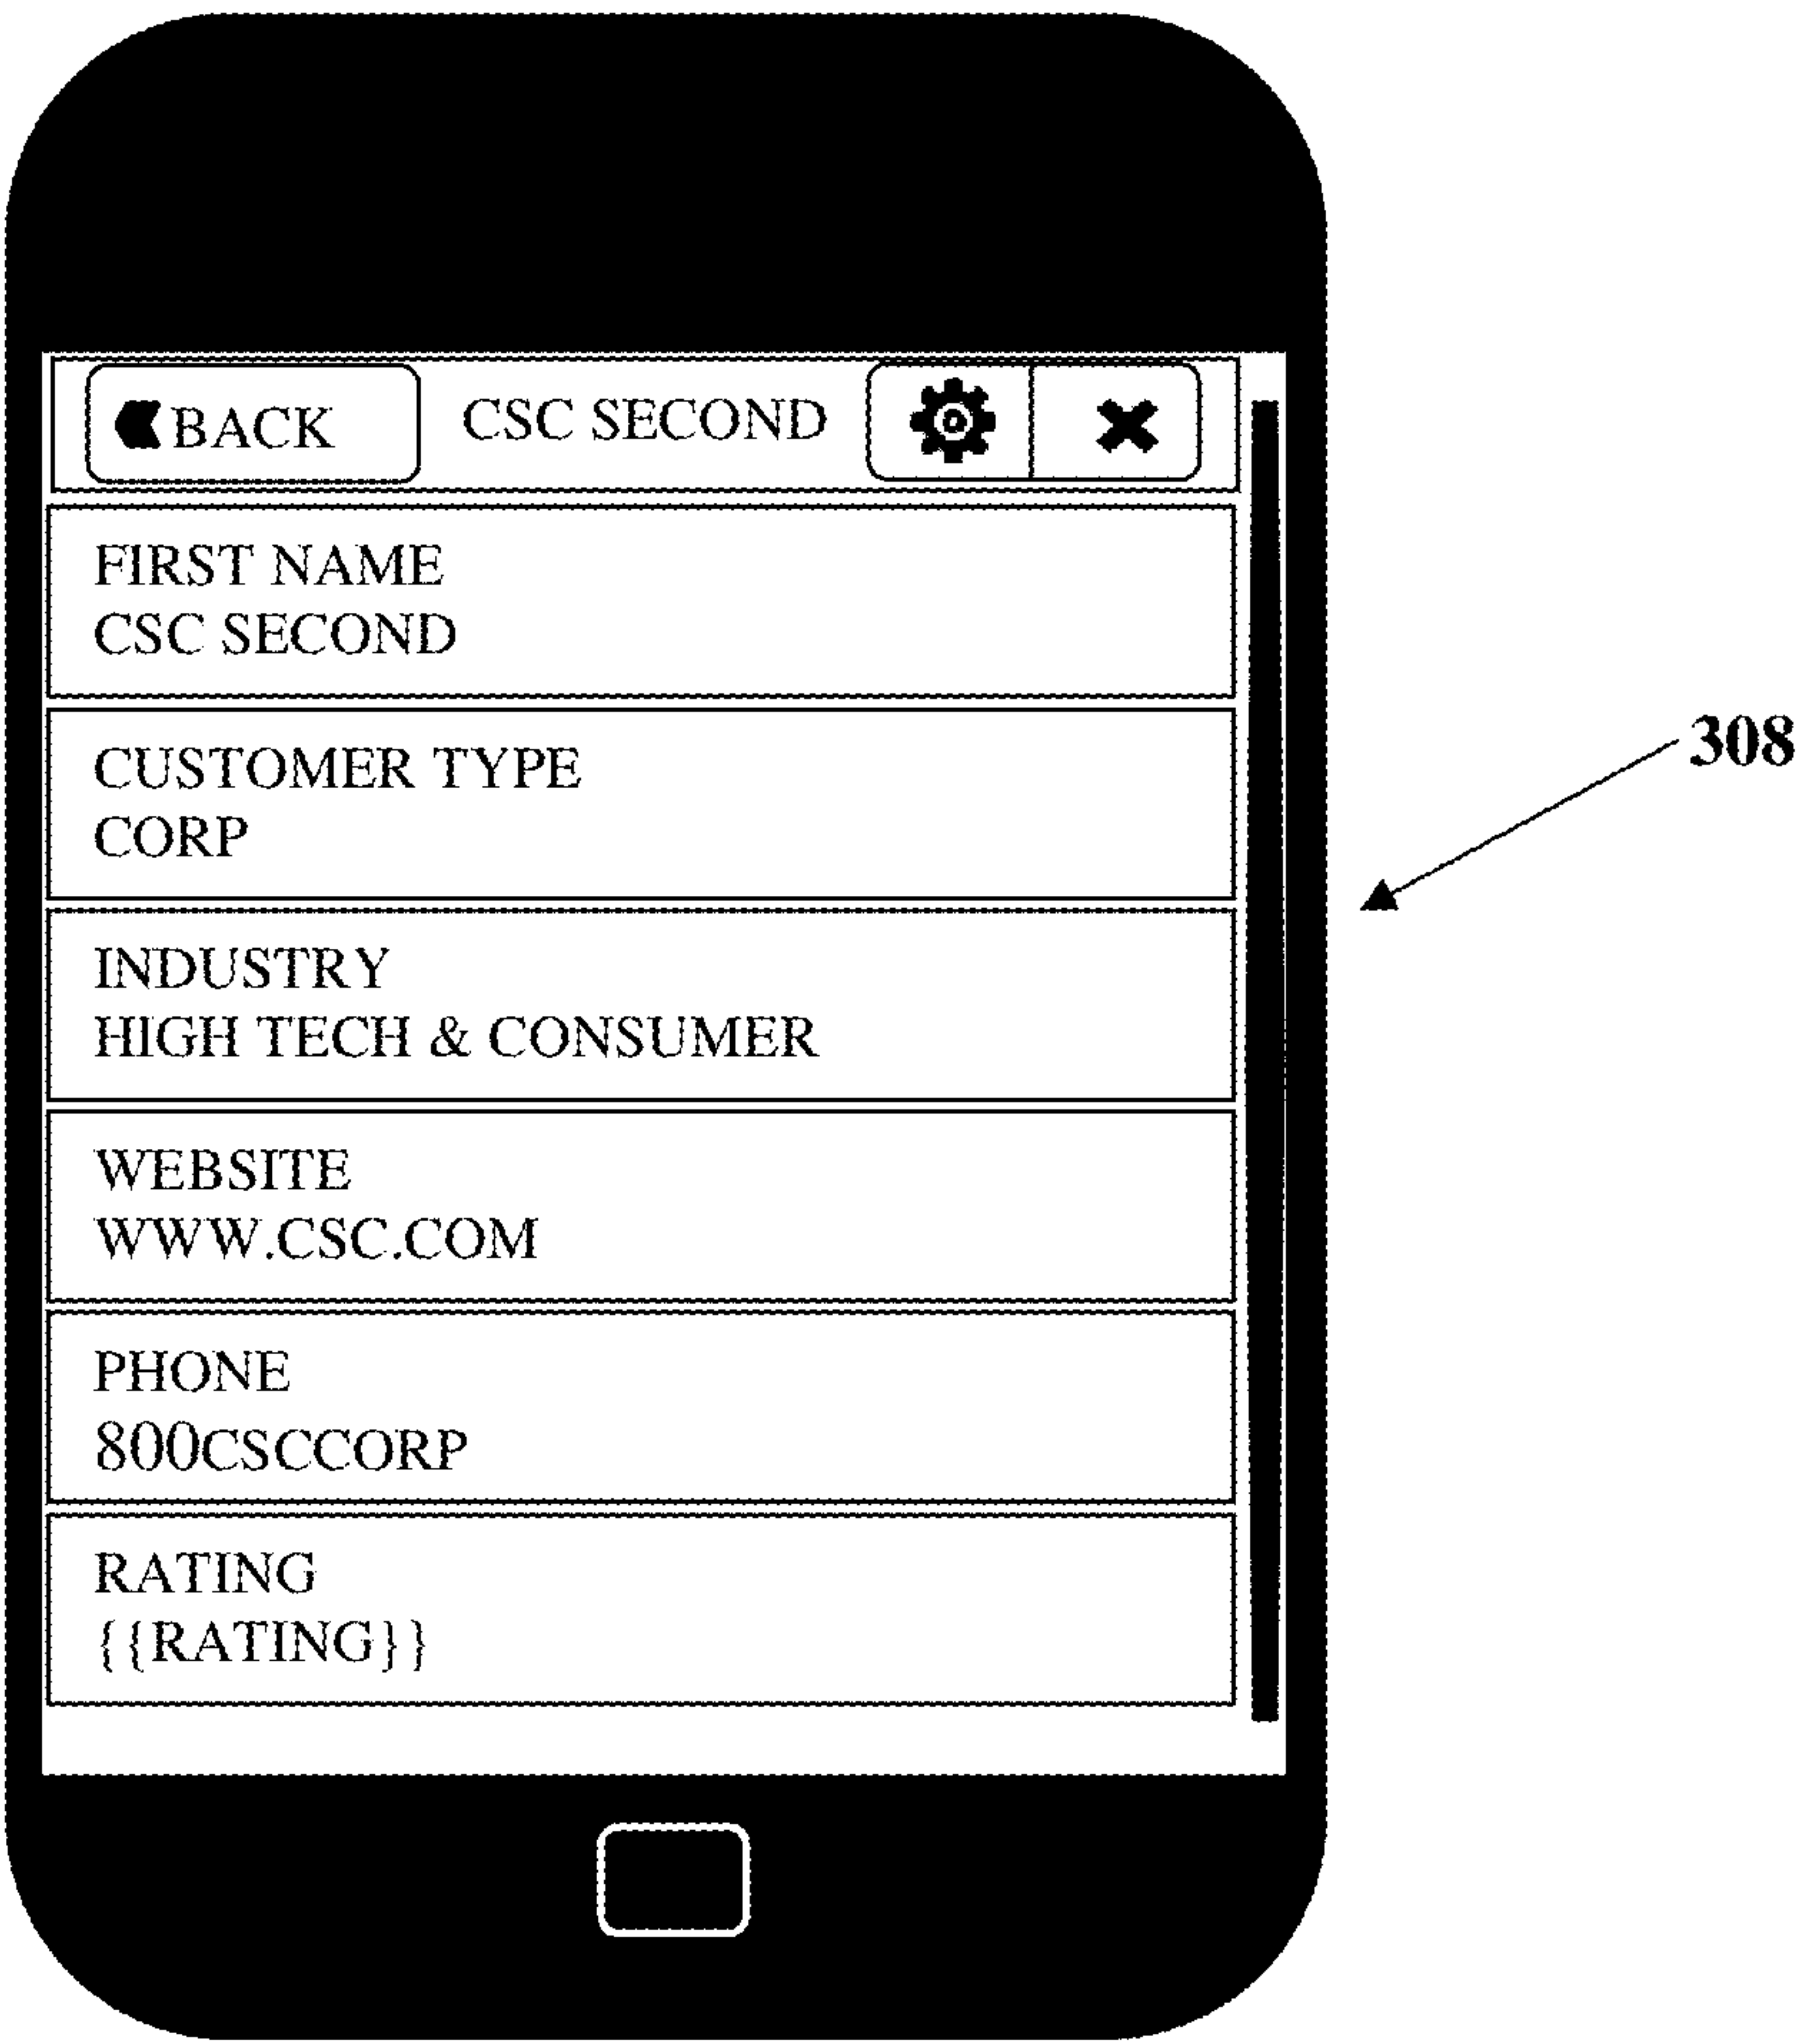 BACK CSC SECOND
FIRST NAME
CSC SECOND
CUSTOMER TYPE
CORP
308
INDUSTRY
HIGH TECH & CONSUMER
WEBSITE
WWW.CSC.COM
PHONE
800CSCCORP
RATING
{{RATING}}